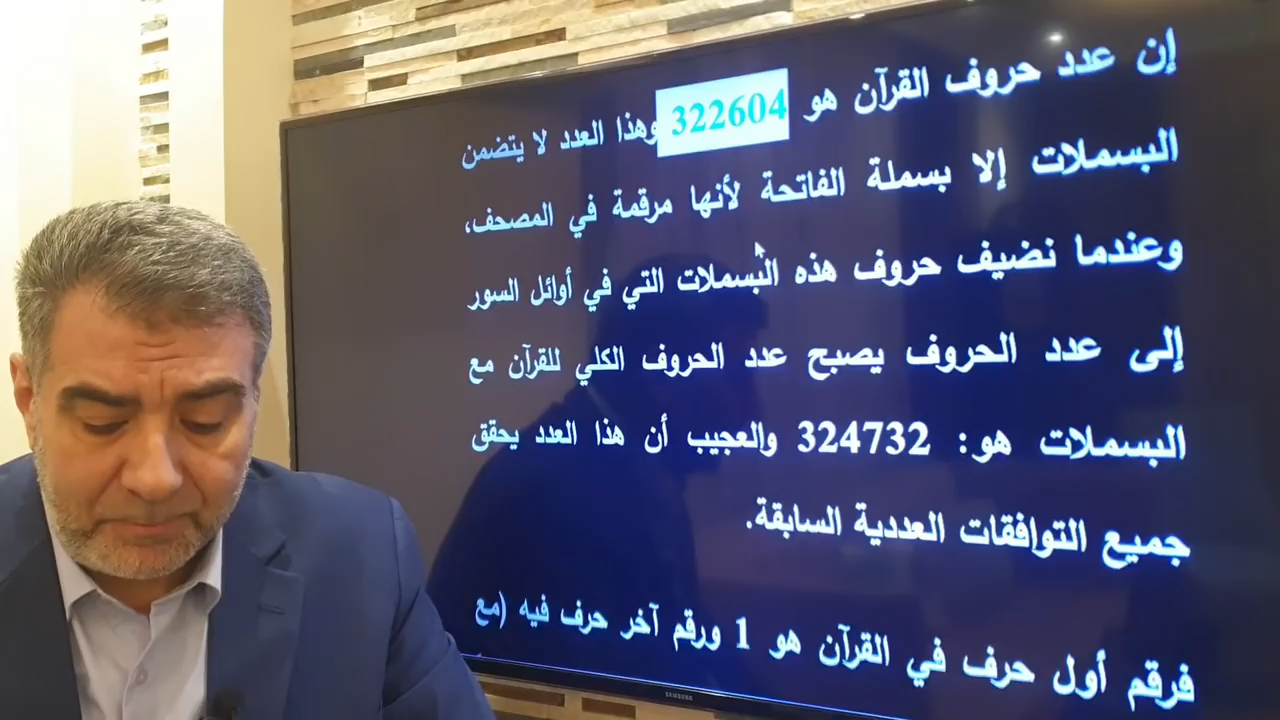 إن عدد حروف القرآن هو 322604 وهذا العدد لا يتضمن
البسملات إلا بسملة الفاتحة لأنها مرقمة في المصحف،
وعندما نضيف حروف هذه البسملات التي في أوائل السور
إلى عدد الحروف يصبح عدد الحروف الكلي للقرآن مع
البسملات هو: 324732 والعجيب أن هذا العدد يحقق
جميع التوافقات العددية السابقة.
فرقم أول حرف في القرآن هو 1 ورقم آخر حرف فيه (مع
SAMSUNG